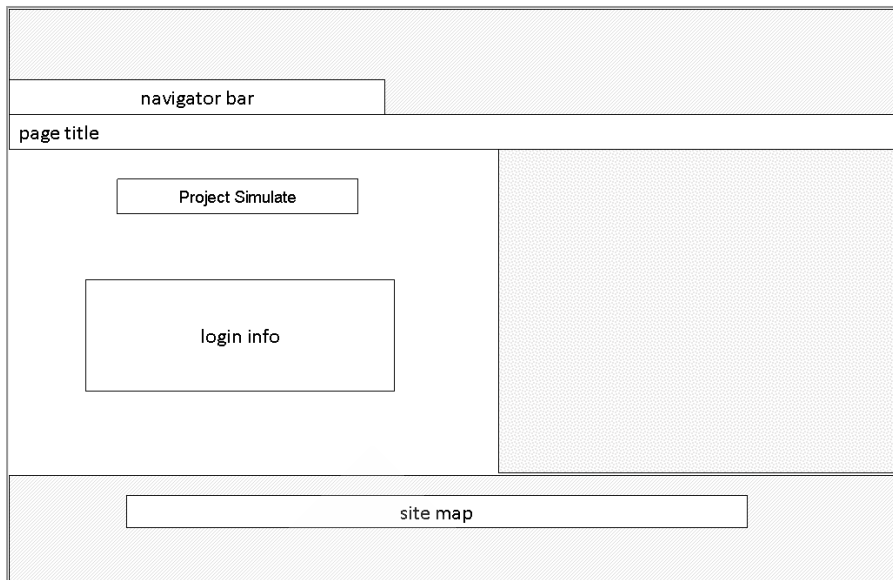 navigator bar
page title
Project Simulate
login info
site map